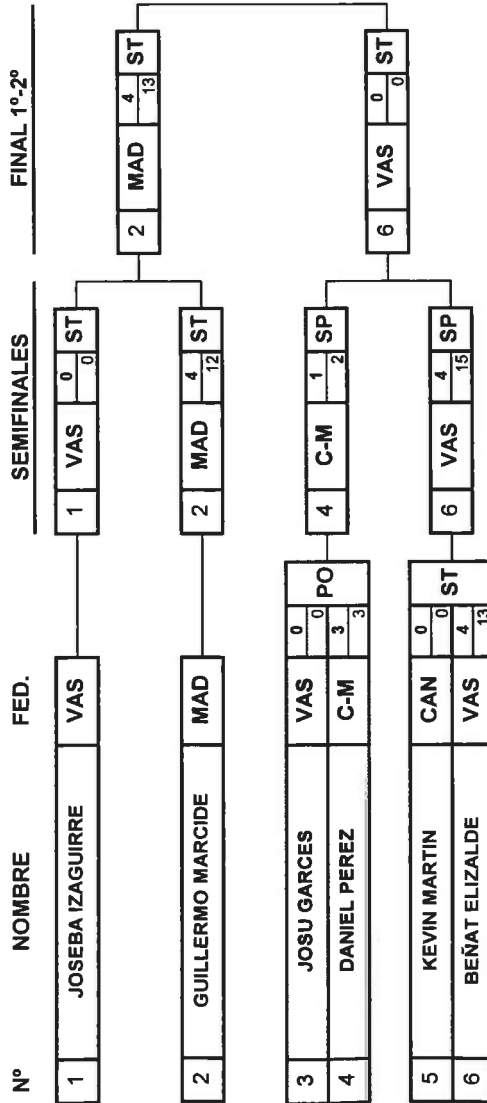 Nº NOMBRE FED. SEMIFINALES FINAL 1º-2º
1 JOSEBA IZAGUIRRE VAS
1 VAS 0 0 ST
2 MAD 4 13 ST
2 GUILLERMO MARCIDE MAD
2 MAD 4 12 ST
3 JOSU GARCES VAS 0 0
PO
4 DANIEL PEREZ C-M 3 3
4 C-M 1 2 SP
6 VAS 0 0 ST
5 KEVIN MARTIN CAN 0 0
ST
6 BEÑAT ELIZALDE VAS 4 13
6 VAS 4 15 SP